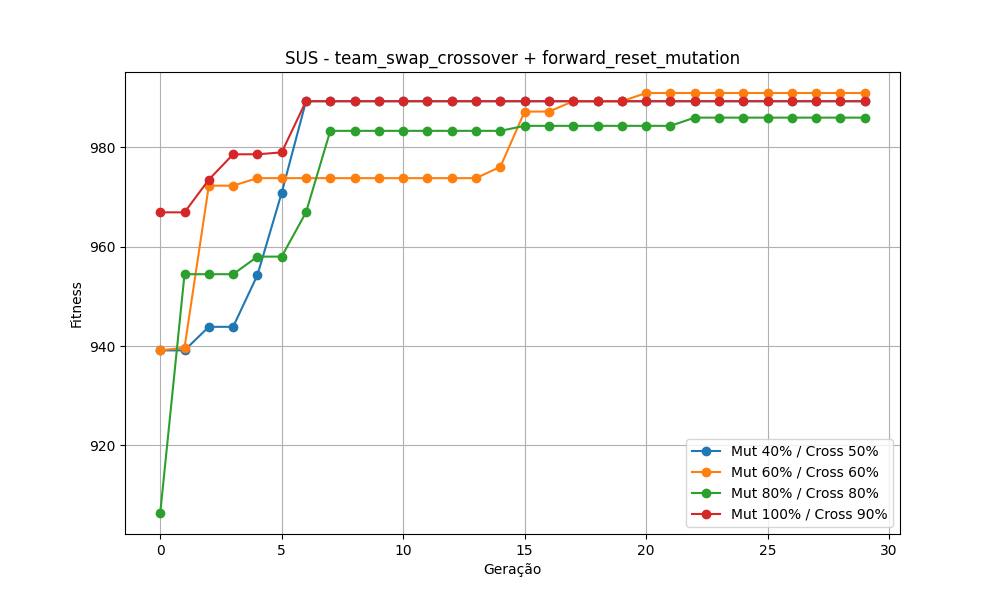 SUS - team_swap_crossover + forward_reset_mutation
Fitness
980
960
940
920
Mut 40% / Cross 50%
Mut 60% / Cross 60%
Mut 80% / Cross 80%
Mut 100% / Cross 90%
0 5 10 15 20 25 30
Geração